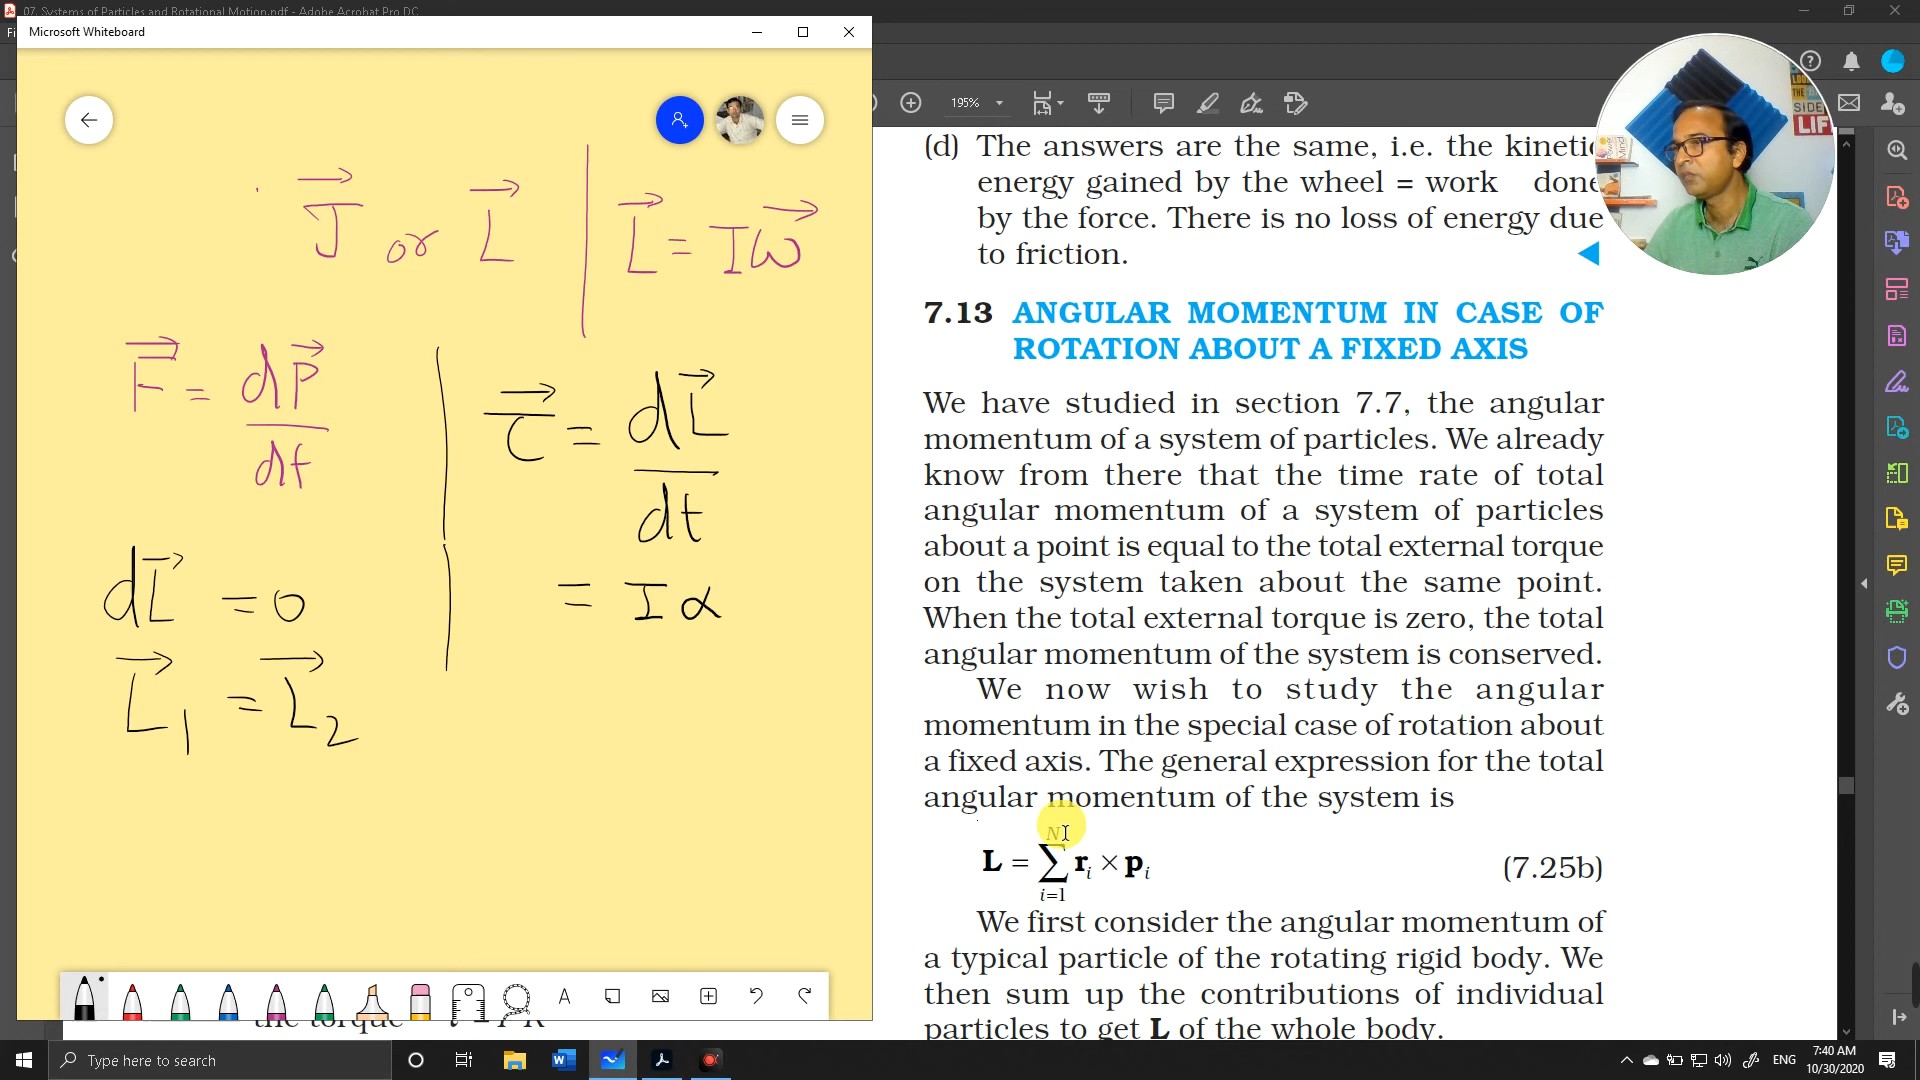 07. Systems of Particles and Rotational Motion.pdf - Adobe Acrobat Pro DC
Fi
Microsoft Whiteboard
J or L
L = Iω
F = dP
dt
τ = dL
dt
= Iα
dL = 0
L1 = L2
195%
(d) The answers are the same, i.e. the kinetic
energy gained by the wheel = work done
by the force. There is no loss of energy due
to friction.
7.13 ANGULAR MOMENTUM IN CASE OF
ROTATION ABOUT A FIXED AXIS
We have studied in section 7.7, the angular
momentum of a system of particles. We already
know from there that the time rate of total
angular momentum of a system of particles
about a point is equal to the total external torque
on the system taken about the same point.
When the total external torque is zero, the total
angular momentum of the system is conserved.
We now wish to study the angular
momentum in the special case of rotation about
a fixed axis. The general expression for the total
angular momentum of the system is
N
L = ∑ ri × pi (7.25b)
i=1
We first consider the angular momentum of
a typical particle of the rotating rigid body. We
then sum up the contributions of individual
particles to get L of the whole body.
SIDE
LIF
Mind
the torque
Type here to search
ENG
7:40 AM
10/30/2020